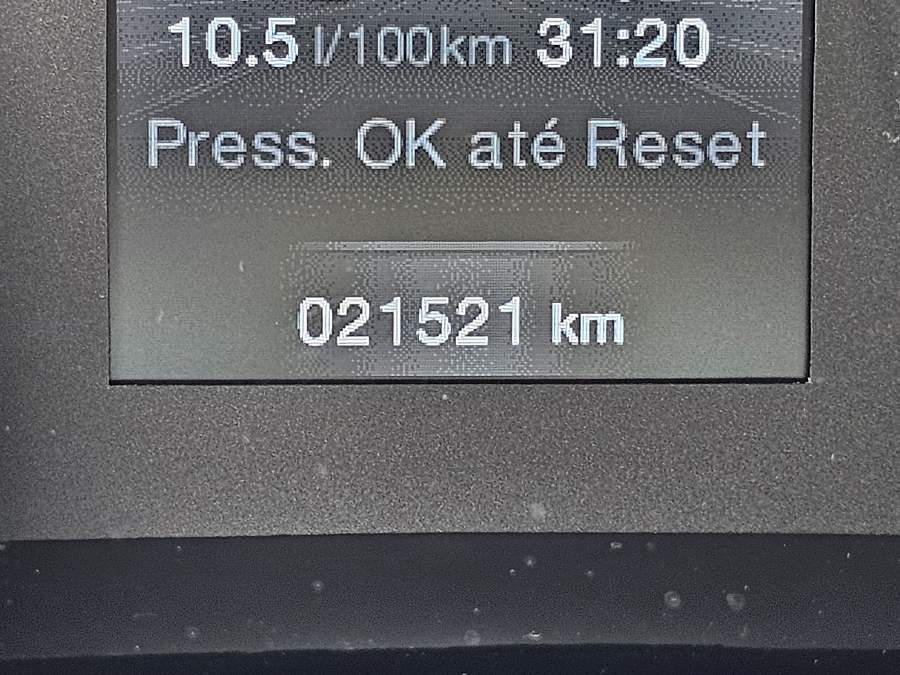 10.5 l/100km 31:20
Press. OK até Reset
021521 km